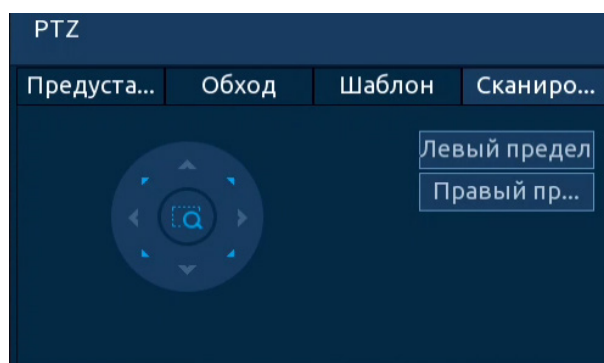 PTZ
Предуста... Обход Шаблон Сканиро...
Левый предел
Правый пр...